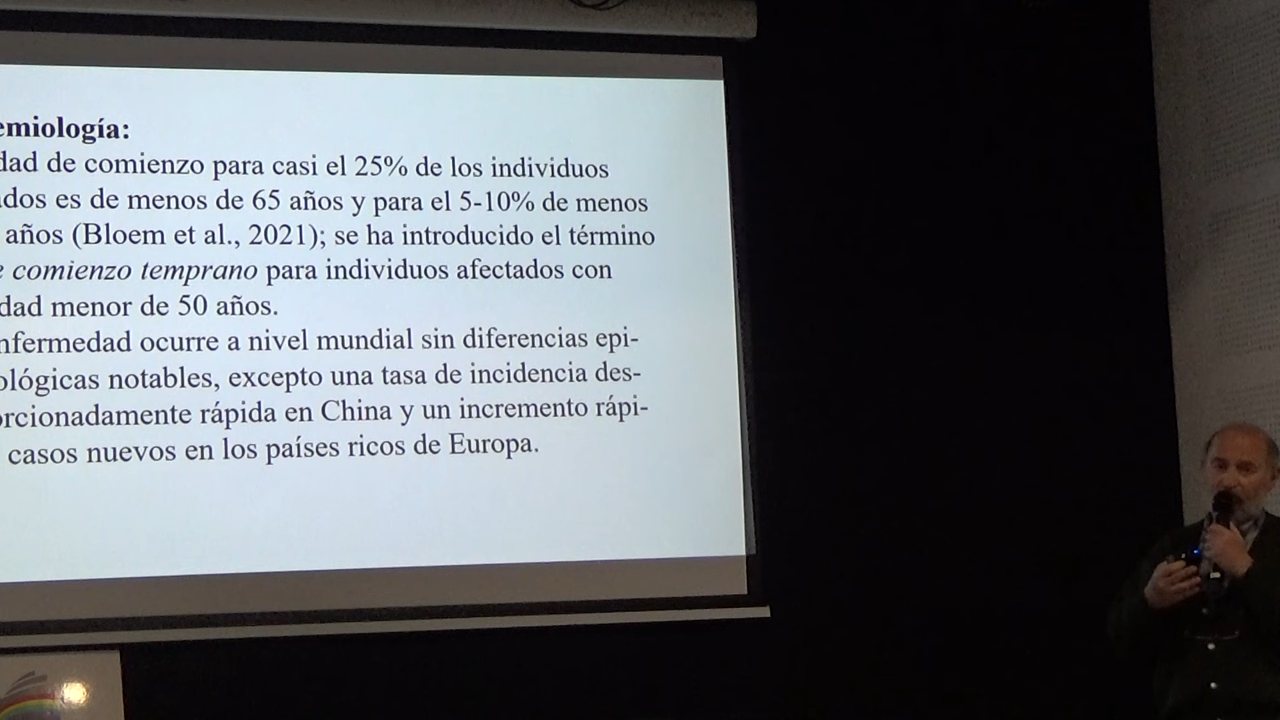 emiología:
dad de comienzo para casi el 25% de los individuos
dos es de menos de 65 años y para el 5-10% de menos
años (Bloem et al., 2021); se ha introducido el término
e comienzo temprano para individuos afectados con
dad menor de 50 años.
nfermedad ocurre a nivel mundial sin diferencias epi-
ológicas notables, excepto una tasa de incidencia des-
orcionadamente rápida en China y un incremento rápi-
casos nuevos en los países ricos de Europa.